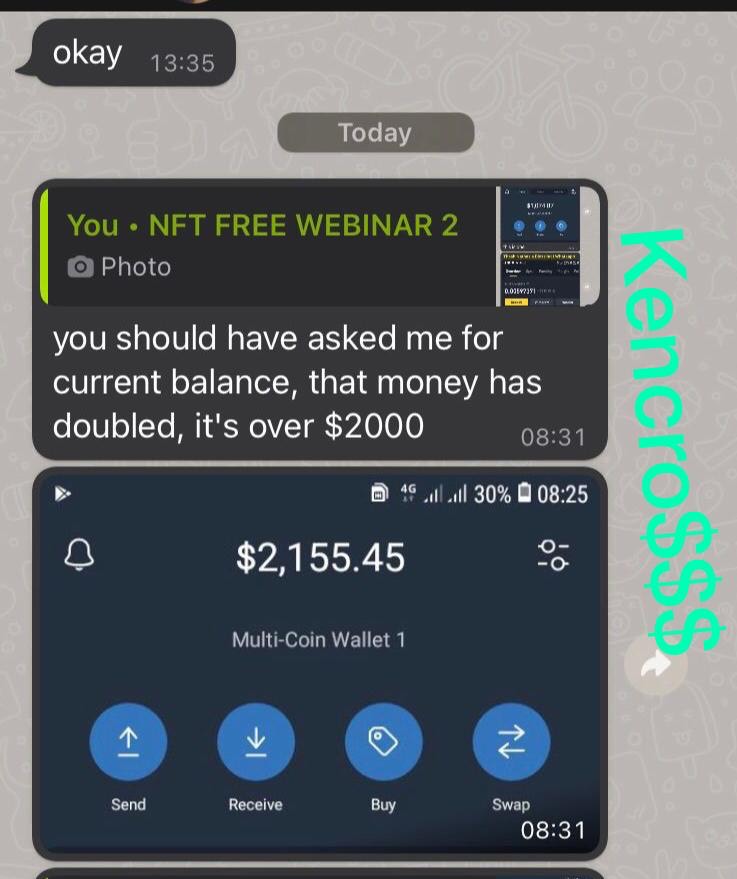 okay 13:35
Today
You • NFT FREE WEBINAR 2
Photo
you should have asked me for
current balance, that money has
doubled, it's over $2000 08:31
4G 30% 08:25
$2,155.45
Multi-Coin Wallet 1
Send Receive Buy Swap
08:31
Kencro$$$